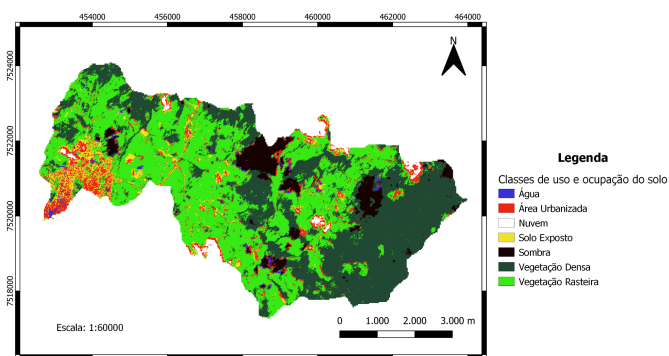 454000 456000 458000 460000 462000 464000
7524000
7522000
7520000
7518000
N
Legenda
Classes de uso e ocupação do solo
Água
Área Urbanizada
Nuvem
Solo Exposto
Sombra
Vegetação Densa
Vegetação Rasteira
Escala: 1:60000
0 1.000 2.000 3.000 m